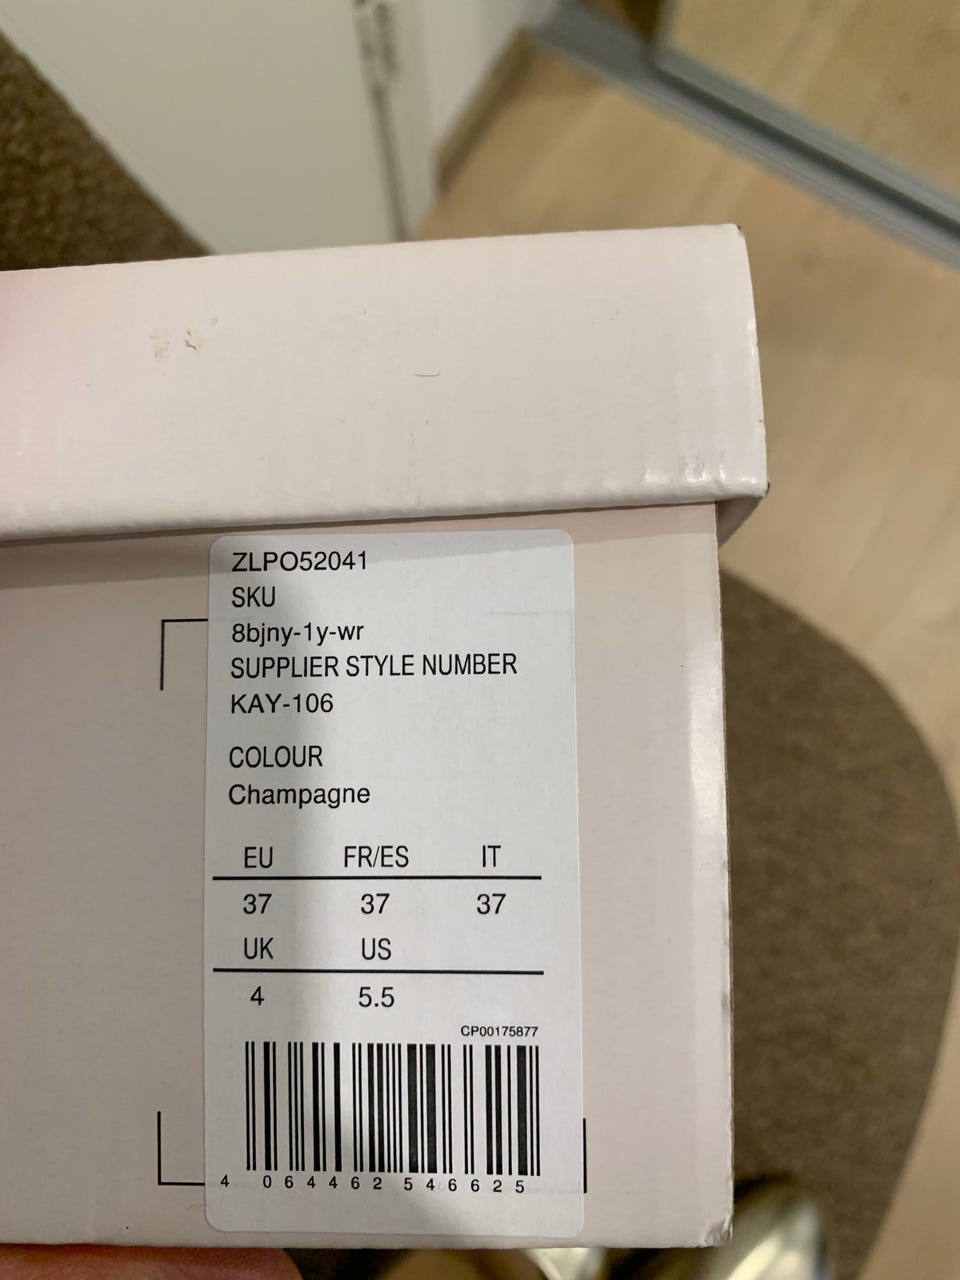 ZLPO52041
SKU
8bjny-1y-wr
SUPPLIER STYLE NUMBER
KAY-106
COLOUR
Champagne
EU FR/ES IT
37 37 37
UK US
4 5.5
CP00175877
4 064462 546625